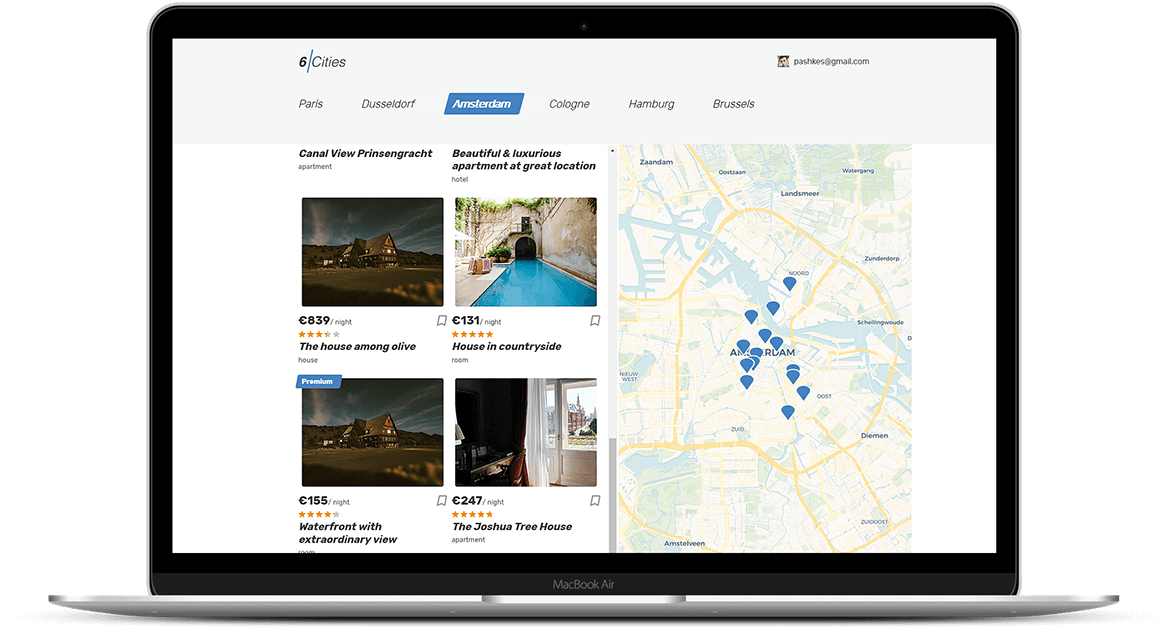 6/Cities
pashkes@gmail.com
Paris
Dusseldorf
Amsterdam
Cologne
Hamburg
Brussels
Canal View Prinsengracht
apartment
Beautiful & luxurious
apartment at great location
hotel
€839/ night
The house among olive
house
€131/ night
House in countryside
room
Premium
€155/ night
Waterfront with
extraordinary view
room
€247/ night
The Joshua Tree House
apartment
Zaandam
Oostzaan
Watergang
Landsmeer
Zunderdorp
NOORD
Schellingwoude
D
AMSTERDAM
NIEUW
WEST
OOST
ZUID
Diemen
ZUIDOOST
Amstelveen
MacBook Air